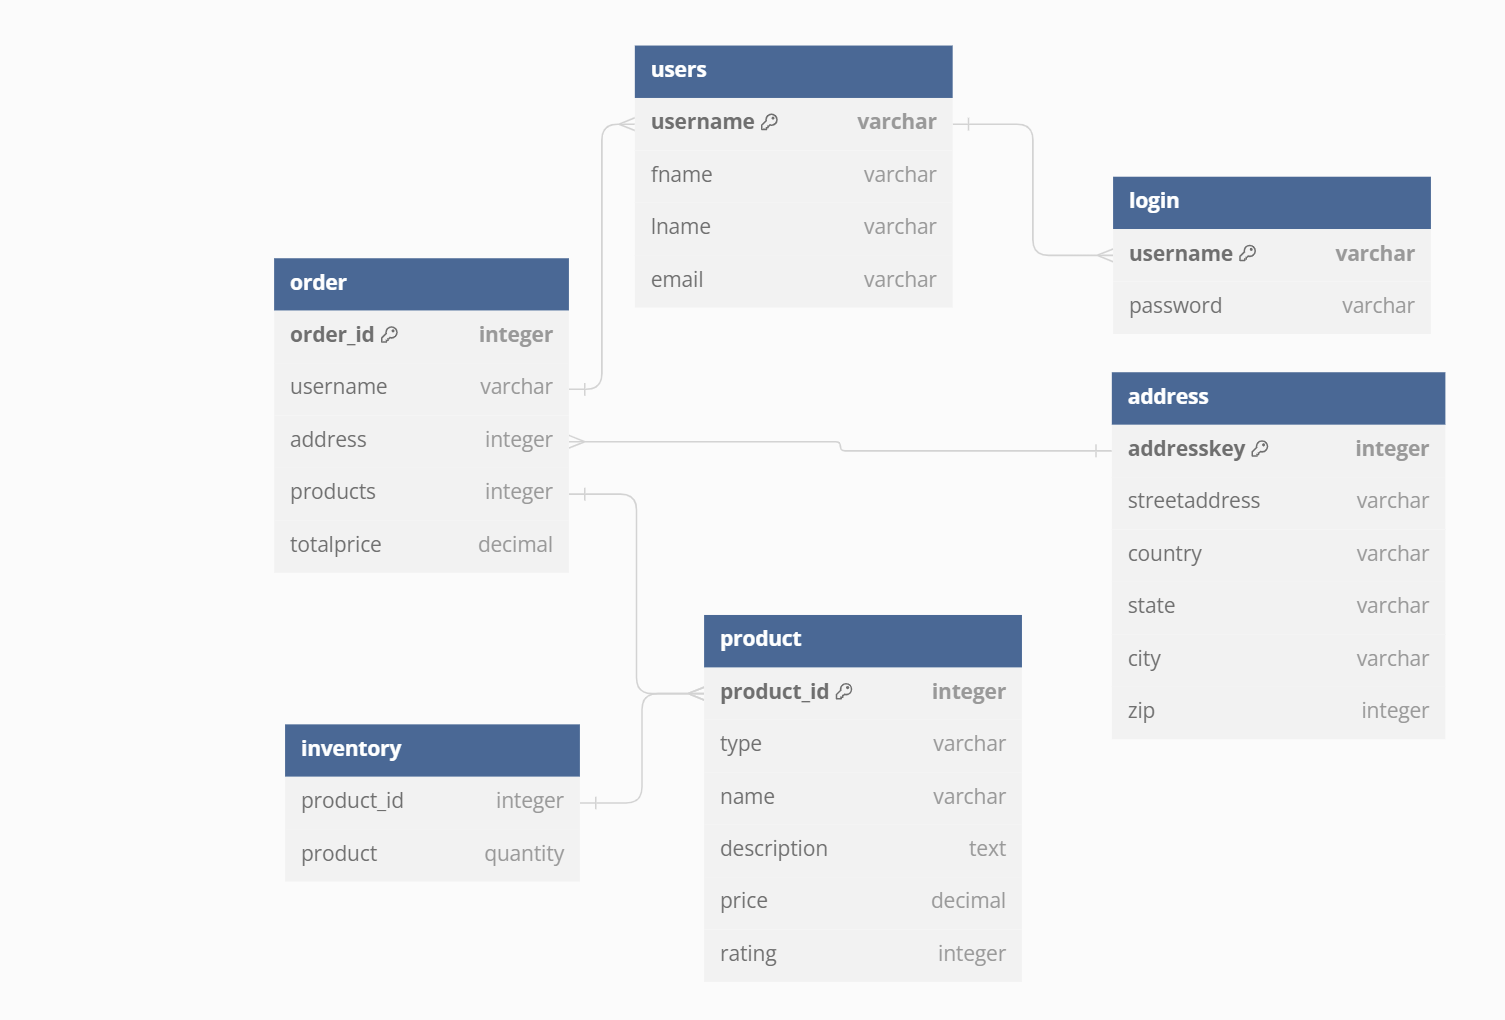 users
username varchar
fname varchar
lname varchar
email varchar
login
username varchar
password varchar
order
order_id integer
username varchar
address integer
products integer
totalprice decimal
address
addresskey integer
streetaddress varchar
country varchar
state varchar
city varchar
zip integer
product
product_id integer
type varchar
name varchar
description text
price decimal
rating integer
inventory
product_id integer
product quantity